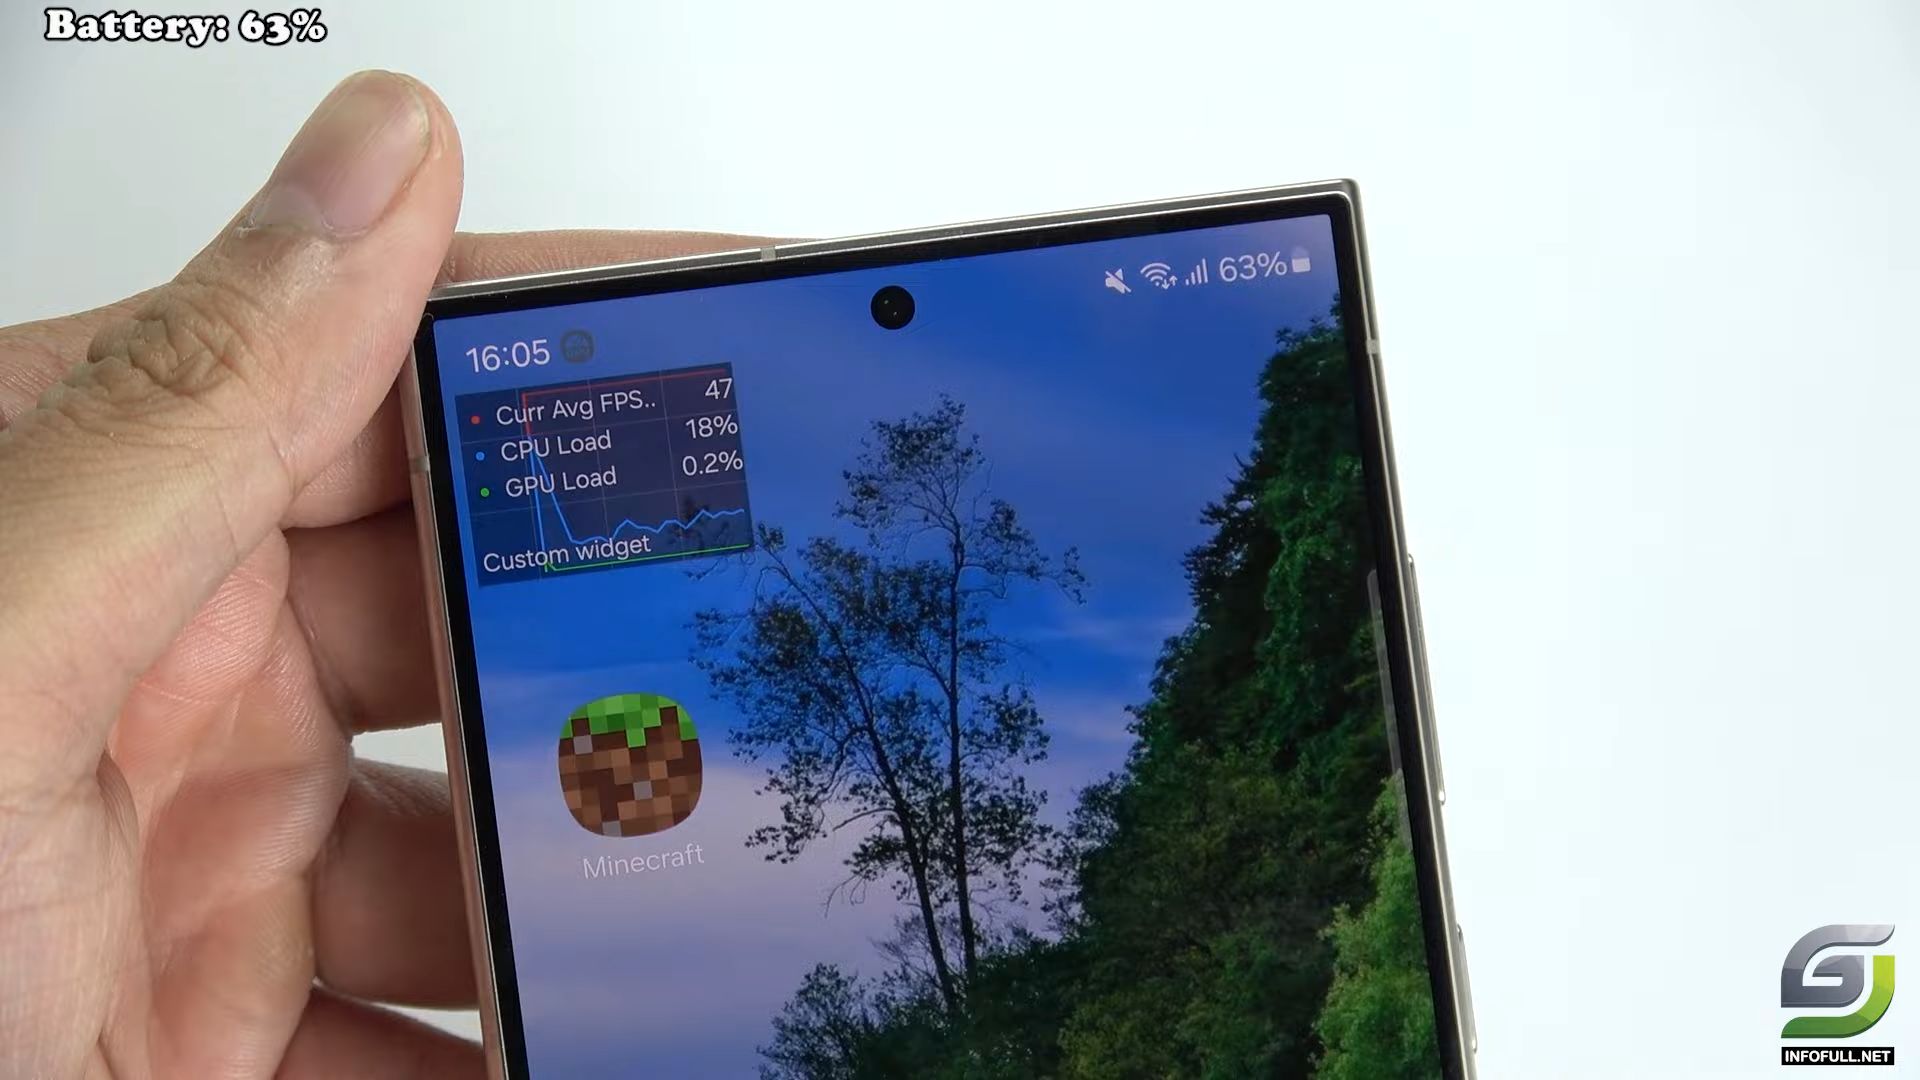 Battery: 63%
63%
16:05
Curr Avg FPS.. 47
CPU Load 18%
GPU Load 0.2%
Custom widget
Minecraft
INFOFULL.NET